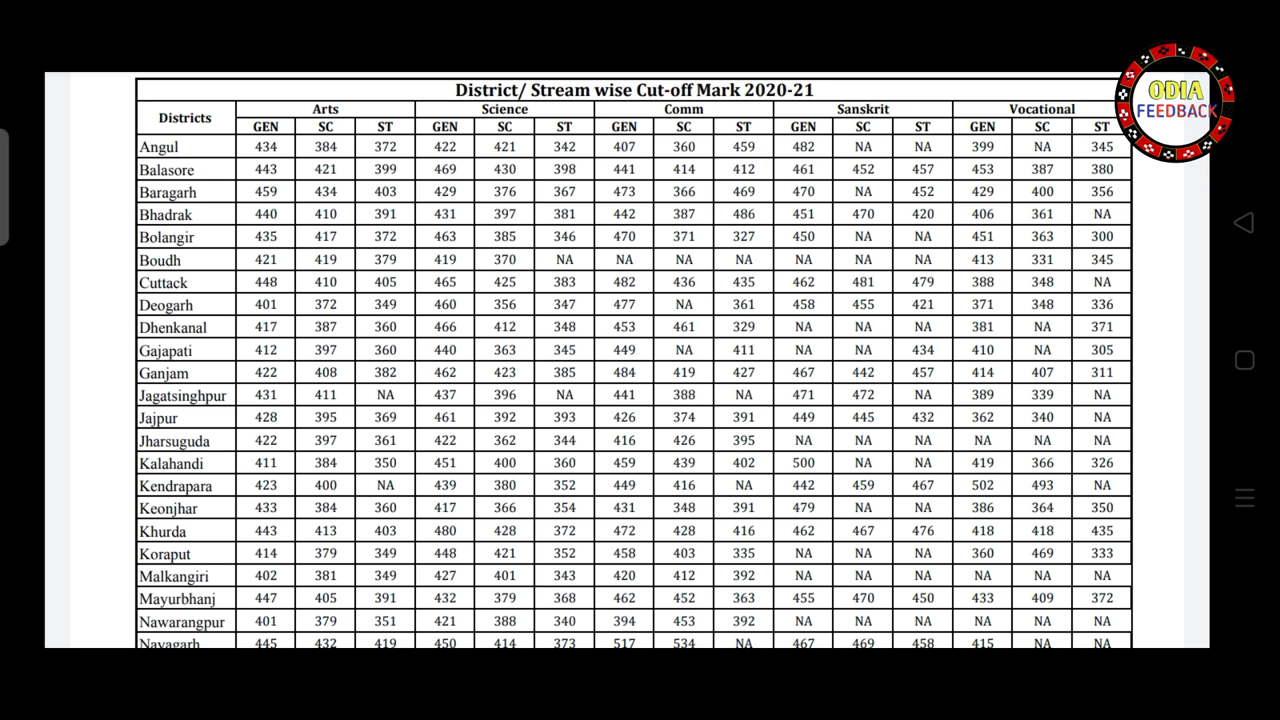 District/ Stream wise Cut-off Mark 2020-21
Districts Arts Science Comm Sanskrit Vocational
GEN SC ST GEN SC ST GEN SC ST GEN SC ST GEN SC ST
Angul 434 384 372 422 421 342 407 360 459 482 NA NA 399 NA 345
Balasore 443 421 399 469 430 398 441 414 412 461 452 457 453 387 380
Baragarh 459 434 403 429 376 367 473 366 469 470 NA 452 429 400 356
Bhadrak 440 410 391 431 397 381 442 387 486 451 470 420 406 361 NA
Bolangir 435 417 372 463 385 346 470 371 327 450 NA NA 451 363 300
Boudh 421 419 379 419 370 NA NA NA NA NA NA NA 413 331 345
Cuttack 448 410 405 465 425 383 482 436 435 462 481 479 388 348 NA
Deogarh 401 372 349 460 356 347 477 NA 361 458 455 421 371 348 336
Dhenkanal 417 387 360 466 412 348 453 461 329 NA NA NA 381 NA 371
Gajapati 412 397 360 440 363 345 449 NA 411 NA NA 434 410 NA 305
Ganjam 422 408 382 462 423 385 484 419 427 467 442 457 414 407 311
Jagatsinghpur 431 411 NA 437 396 NA 441 388 NA 471 472 NA 389 339 NA
Jajpur 428 395 369 461 392 393 426 374 391 449 445 432 362 340 NA
Jharsuguda 422 397 361 422 362 344 416 426 395 NA NA NA NA NA NA
Kalahandi 411 384 350 451 400 360 459 439 402 500 NA NA 419 366 326
Kendrapara 423 400 NA 439 380 352 449 416 NA 442 459 467 502 493 NA
Keonjhar 433 384 360 417 366 354 431 348 391 479 NA NA 386 364 350
Khurda 443 413 403 480 428 372 472 428 416 462 467 476 418 418 435
Koraput 414 379 349 448 421 352 458 403 335 NA NA NA 360 469 333
Malkangiri 402 381 349 427 401 343 420 412 392 NA NA NA NA NA NA
Mayurbhanj 447 405 391 432 379 368 462 452 363 455 470 450 433 409 372
Nawarangpur 401 379 351 421 388 340 394 453 392 NA NA NA NA NA NA
Nayagarh 445 432 419 450 414 373 517 534 NA 467 469 458 415 NA NA
ODIA
FEEDBACK